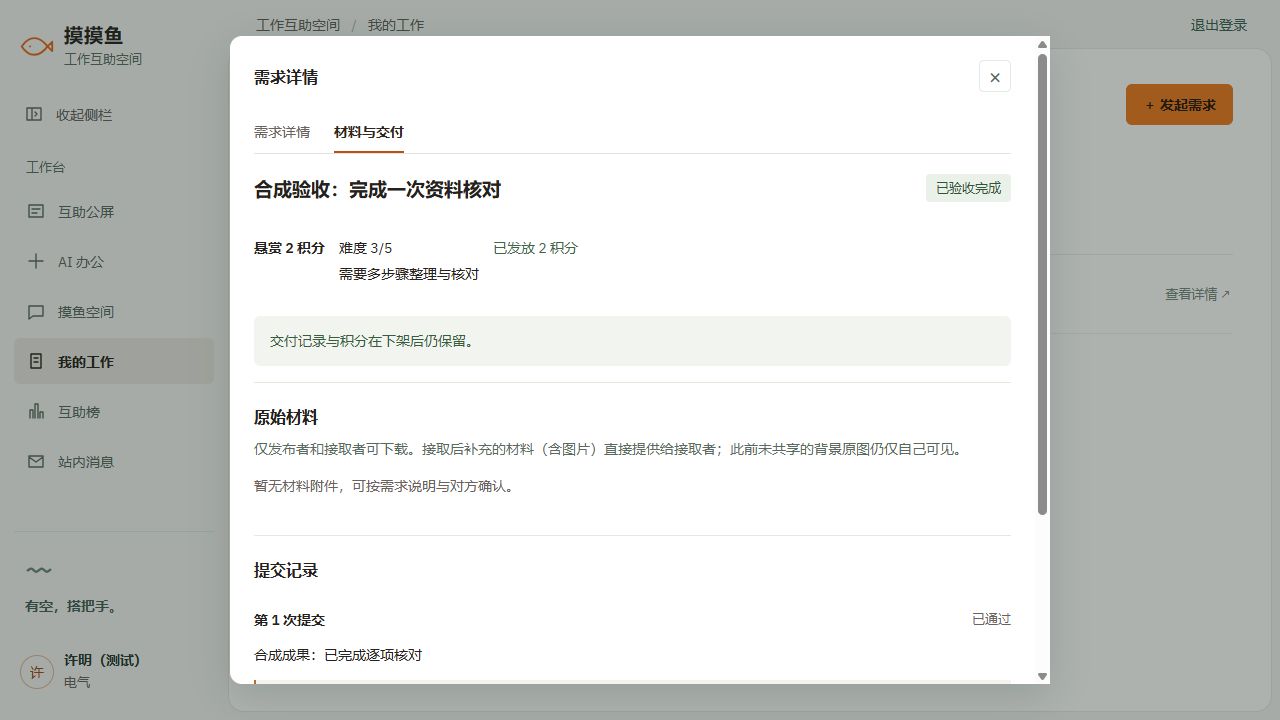 摸摸鱼
工作互助空间
收起侧栏
工作台
互助公屏
AI 办公
摸鱼空间
我的工作
互助榜
站内消息
有空，搭把手。
许
许明（测试）
电气
工作互助空间 / 我的工作
退出登录
+ 发起需求
查看详情 ↗
需求详情
×
需求详情
材料与交付
合成验收：完成一次资料核对
已验收完成
悬赏 2 积分
难度 3/5
已发放 2 积分
需要多步骤整理与核对
交付记录与积分在下架后仍保留。
原始材料
仅发布者和接取者可下载。接取后补充的材料（含图片）直接提供给接取者；此前未共享的背景原图仍仅自己可见。
暂无材料附件，可按需求说明与对方确认。
提交记录
第 1 次提交
已通过
合成成果：已完成逐项核对